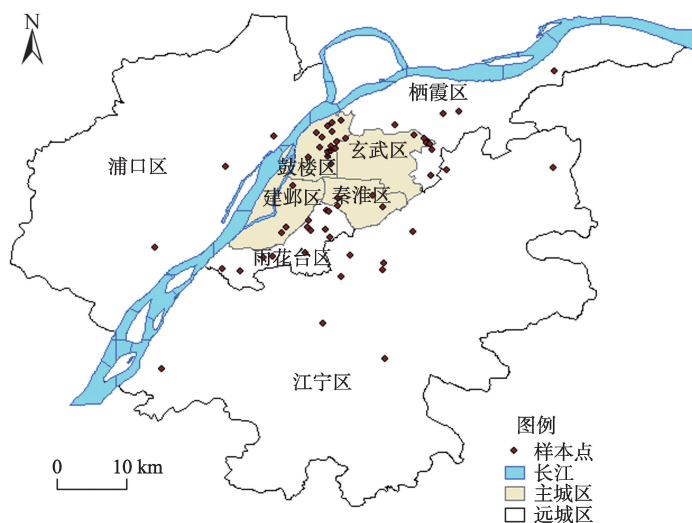 N
栖霞区
玄武区
浦口区
鼓楼区
建邺区
秦淮区
雨花台区
江宁区
图例
样本点
长江
主城区
远城区
0 10 km